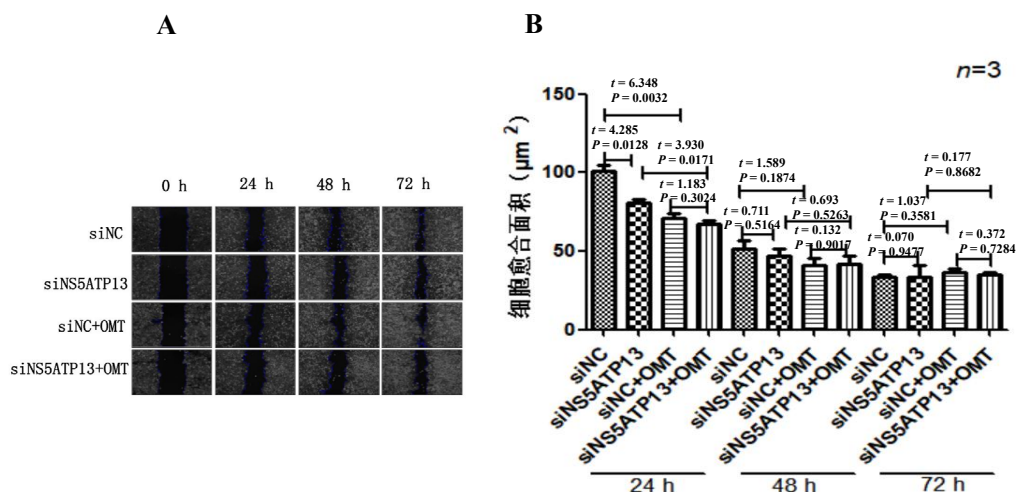 A
B
0 h 24 h 48 h 72 h
siNC
siNS5ATP13
siNC+OMT
siNS5ATP13+OMT
n=3
细胞愈合面积（μm²）
150
100
50
0
t = 6.348
P = 0.0032
t = 4.285
P = 0.0128
t = 3.930
P = 0.0171
t = 1.183
P = 0.3024
t = 1.589
P = 0.1874
t = 0.711
P = 0.5164
t = 0.693
P = 0.5263
t = 0.132
P = 0.9017
t = 0.177
P = 0.8682
t = 1.037
P = 0.3581
t = 0.070
P = 0.9477
t = 0.372
P = 0.7284
siNC
siNS5ATP13
siNC+OMT
siNS5ATP13+OMT
siNC
siNS5ATP13
siNC+OMT
siNS5ATP13+OMT
siNC
siNS5ATP13
siNC+OMT
siNS5ATP13+OMT
24 h 48 h 72 h